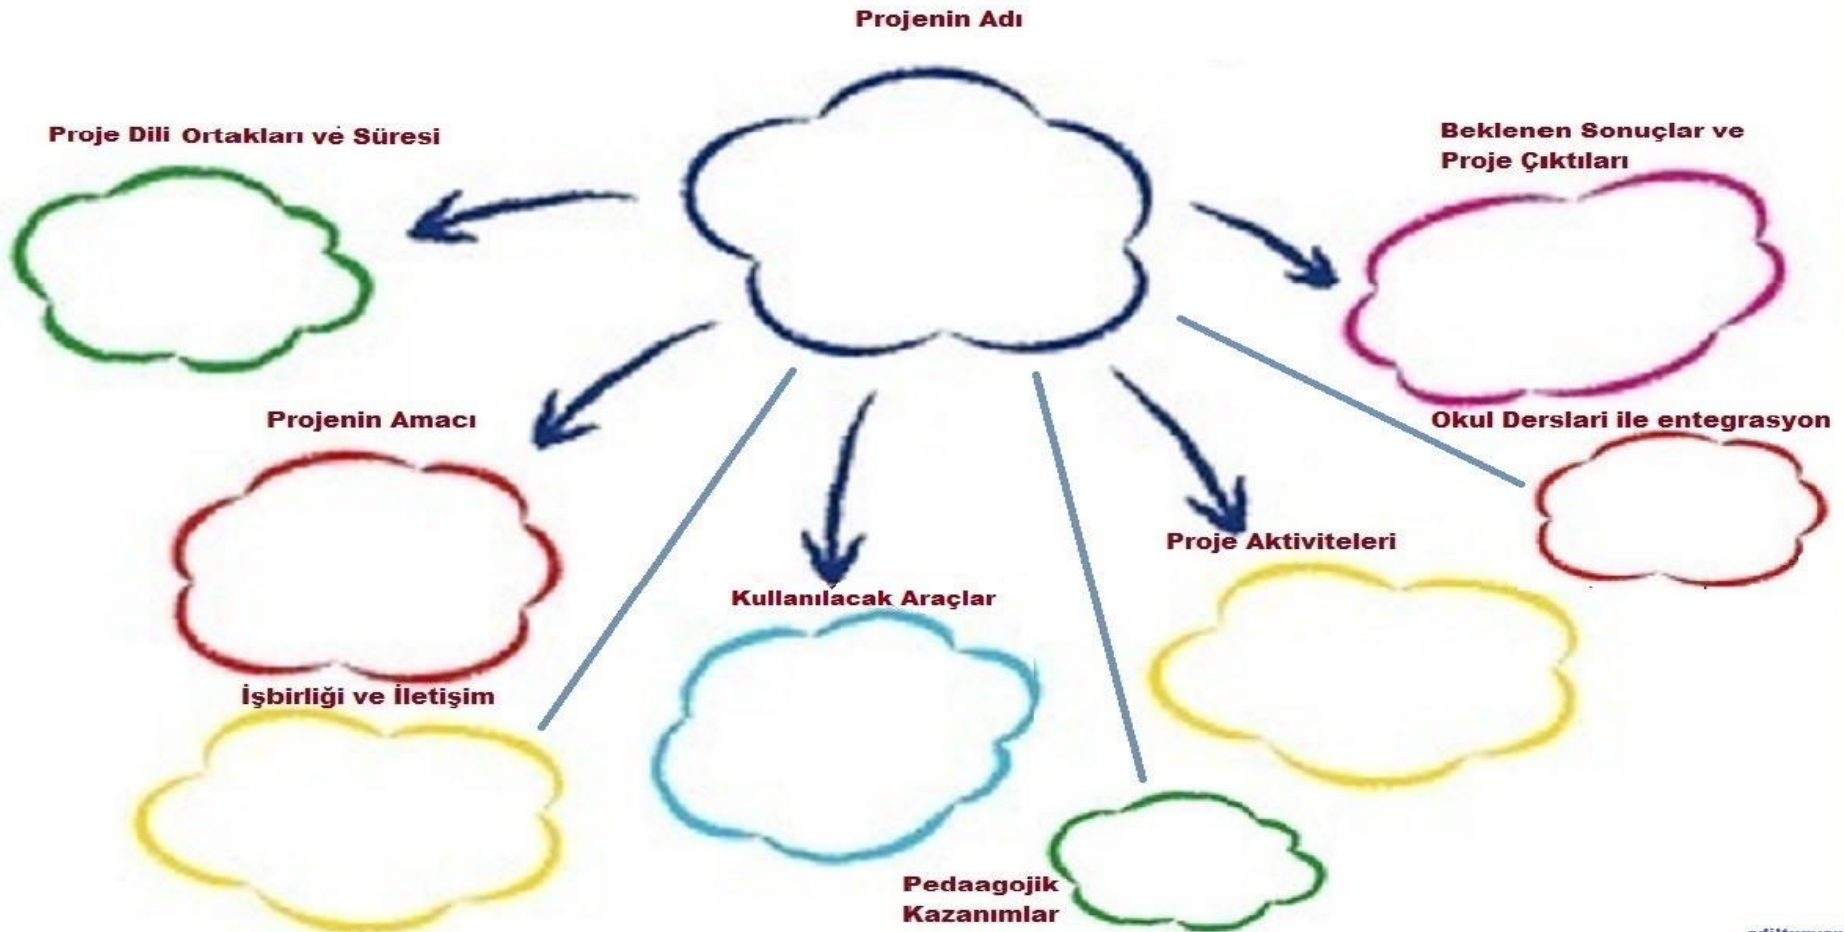 Projenin Adı
Proje Dili Ortakları ve Süresi
Beklenen Sonuçlar ve
Proje Çıktıları
Projenin Amacı
Okul Derslari ile entegrasyon
Proje Aktiviteleri
Kullanılacak Araçlar
İşbirliği ve İletişim
Pedaagojik
Kazanımlar